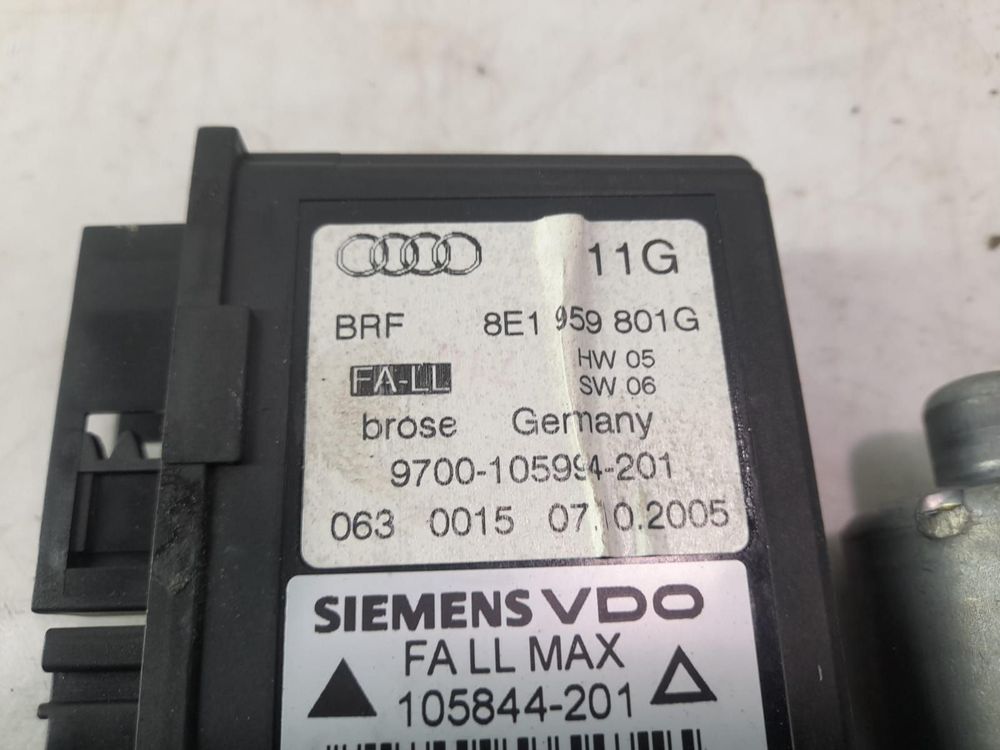 11G
BRF 8E1 959 801G
HW 05
FA-LL SW 06
brose Germany
9700-105994-201
063 0015 07.10.2005
SIEMENS VDO
FA LL MAX
105844-201